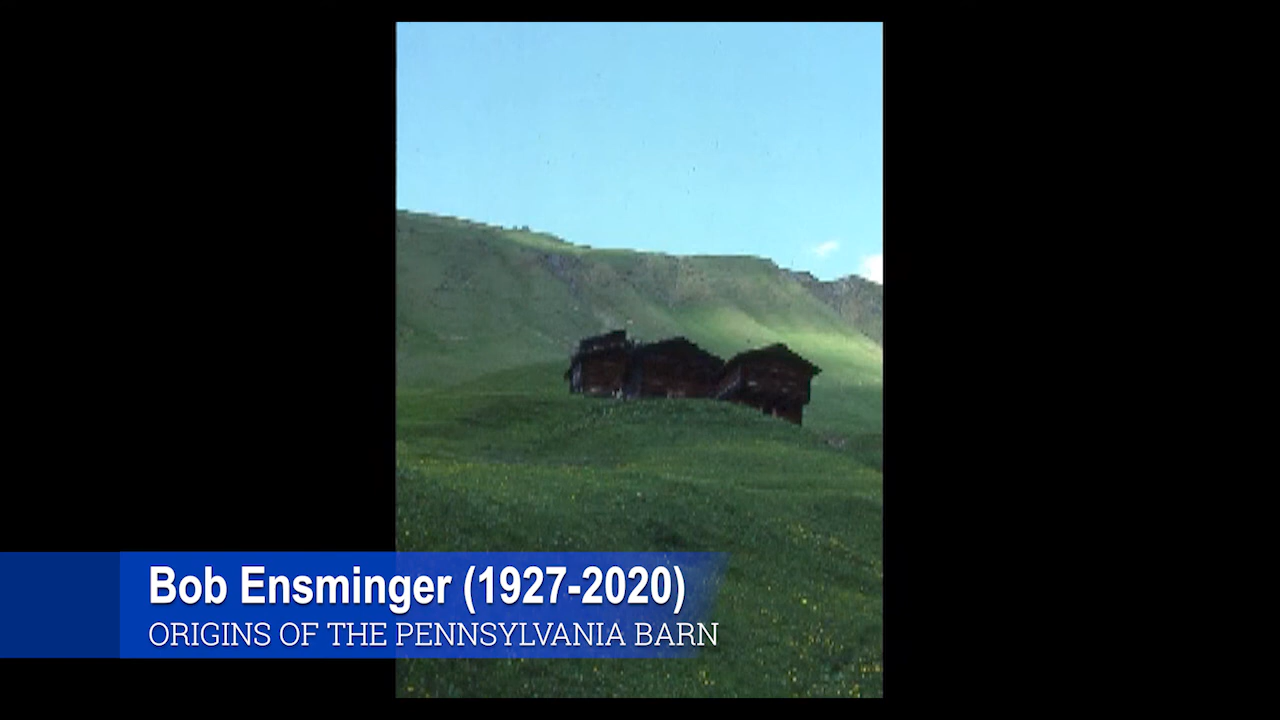 Bob Ensminger (1927-2020)
ORIGINS OF THE PENNSYLVANIA BARN